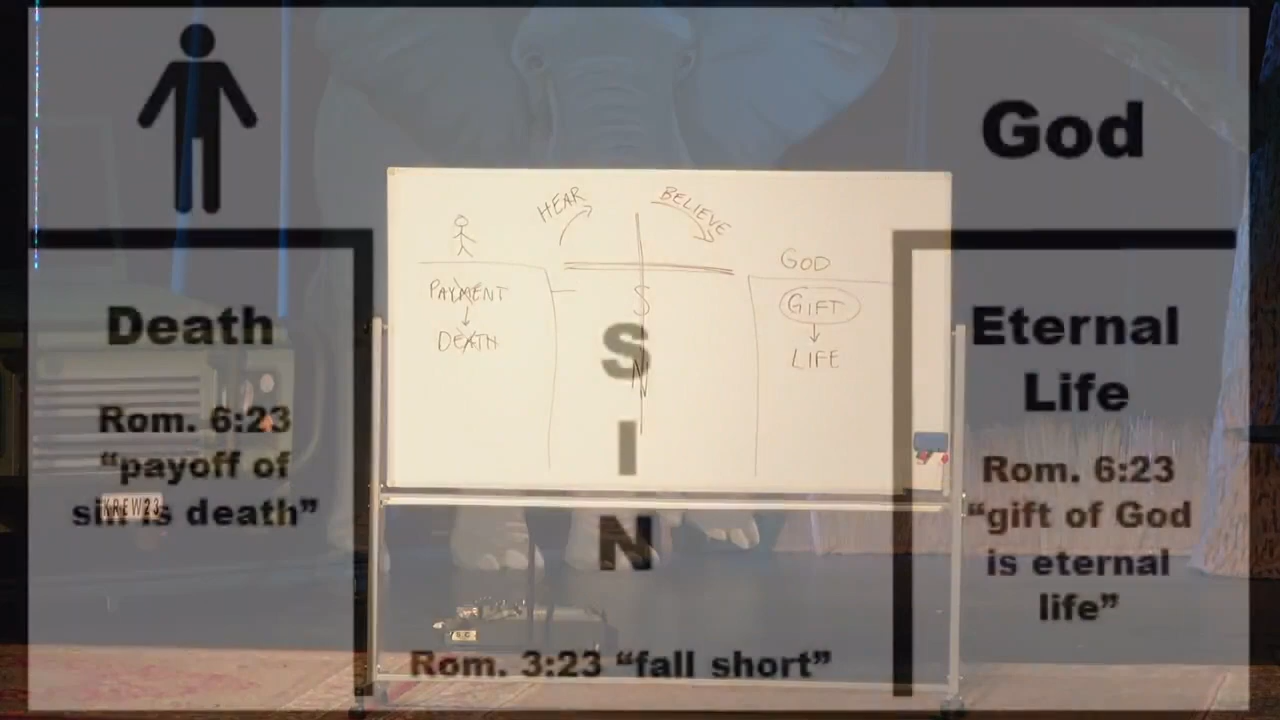 God
Death
Rom. 6:23
“payoff of
sin is death”
S
I
N
Rom. 3:23 “fall short”
Eternal
Life
Rom. 6:23
“gift of God
is eternal
life”
HEAR
BELIEVE
PAYMENT
DEATH
S
N
GOD
GIFT
LIFE
KREW23